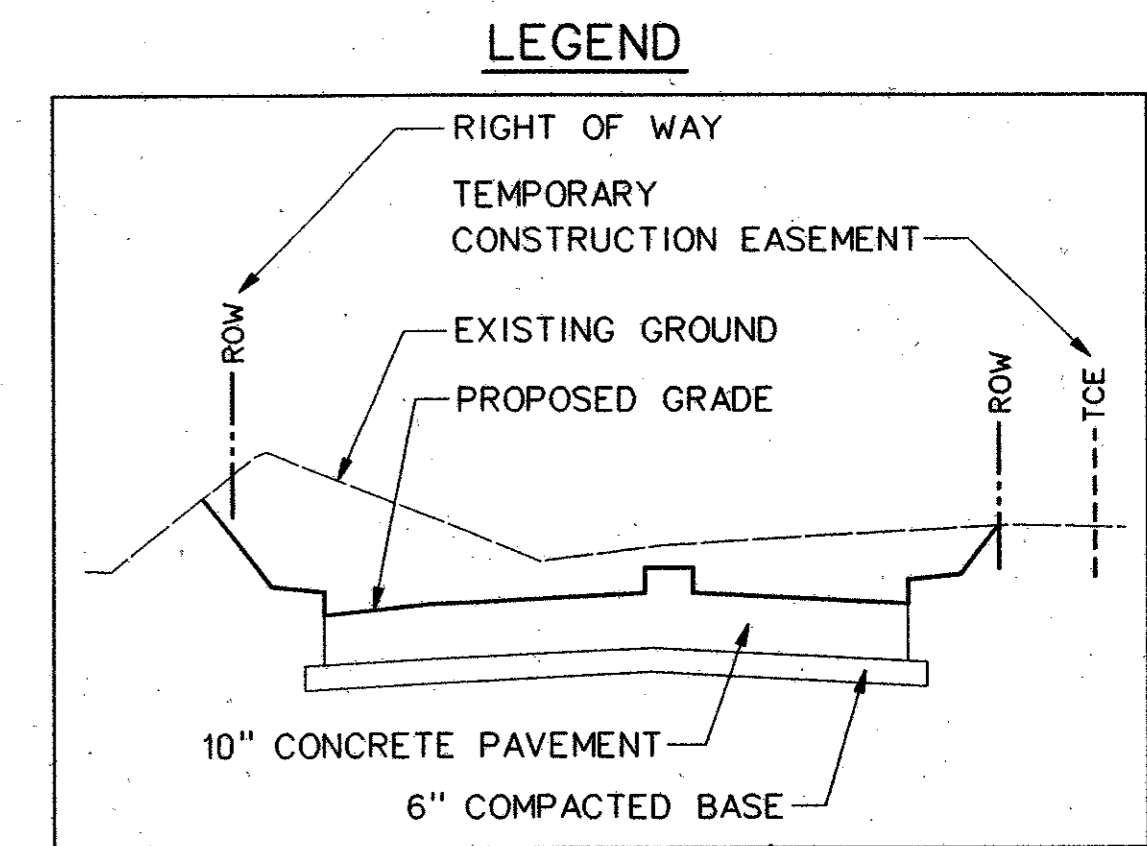 LEGEND
RIGHT OF WAY
TEMPORARY
CONSTRUCTION EASEMENT
ROW
EXISTING GROUND
ROW
TCE
PROPOSED GRADE
10" CONCRETE PAVEMENT
6" COMPACTED BASE